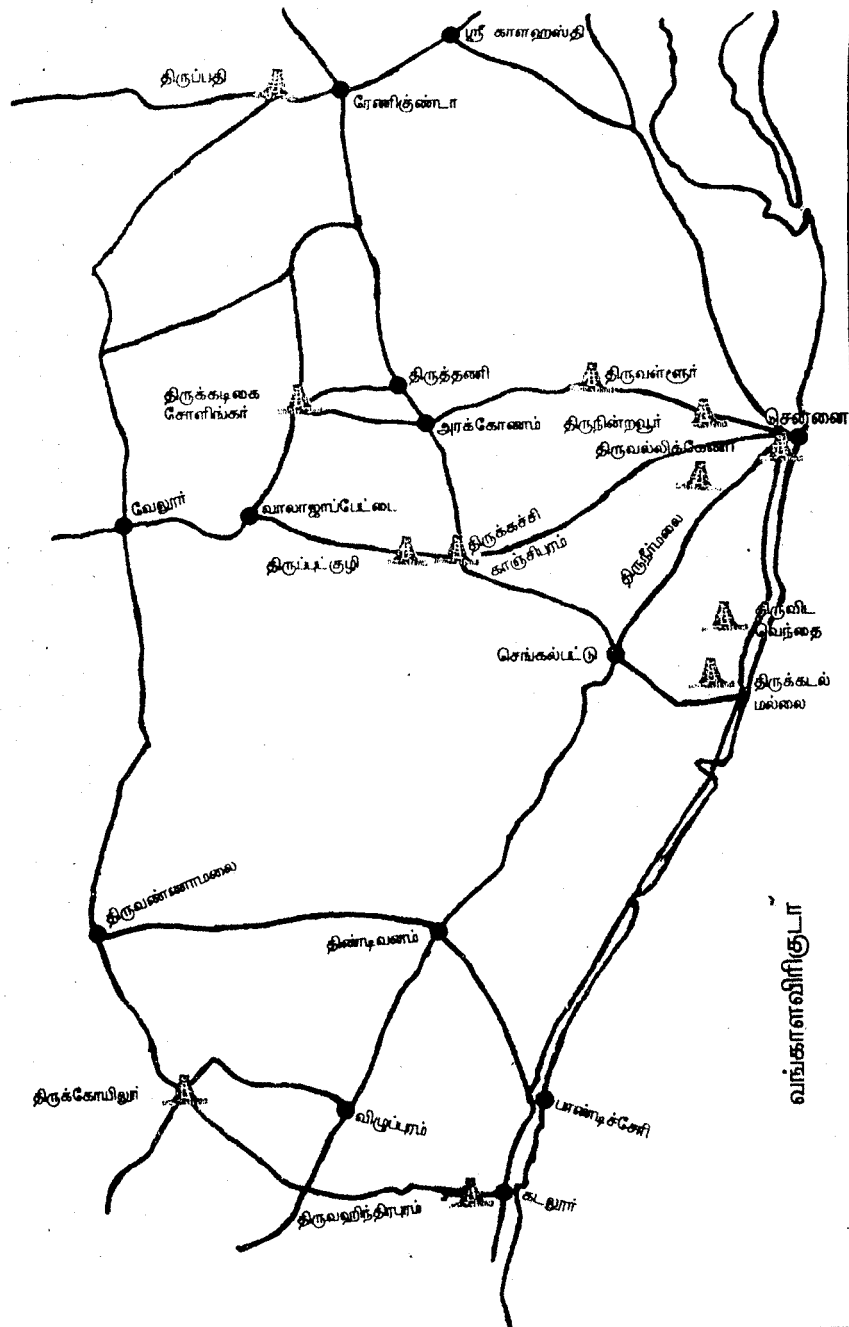 ஸ்ரீ காளஹஸ்தி
திருப்பதி
ரேணிகுண்டா
திருத்தணி
திருவள்ளூர்
திருக்கடிகை
சோளிங்கர்
அரக்கோணம்
திருநின்றவூர்
சென்னை
திருவல்லிக்கேணி
வேலூர்
வாலாஜாப்பேட்டை
திருக்கச்சி
காஞ்சிபுரம்
திருப்புட்குழி
திருநீர்மலை
திருவிட
வெந்தை
செங்கல்பட்டு
திருக்கடல்
மல்லை
திருவண்ணாமலை
திண்டிவனம்
வங்காளவிரிகுடா
திருக்கோயிலூர்
விழுப்புரம்
பாண்டிச்சேரி
திருவஹிந்திரபுரம்
கடலூர்